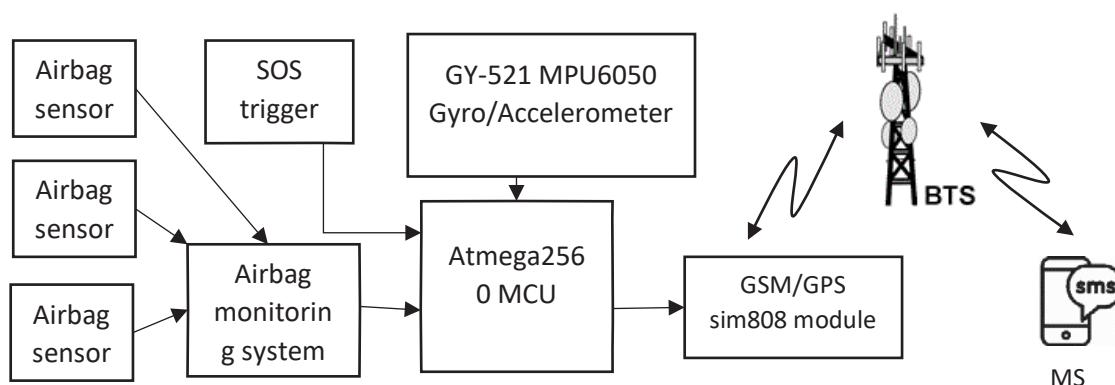 Airbag
sensor
SOS
trigger
GY-521 MPU6050
Gyro/Accelerometer
Airbag
sensor
Airbag
sensor
Airbag
monitorin
g system
Atmega256
0 MCU
GSM/GPS
sim808 module
BTS
sms
MS